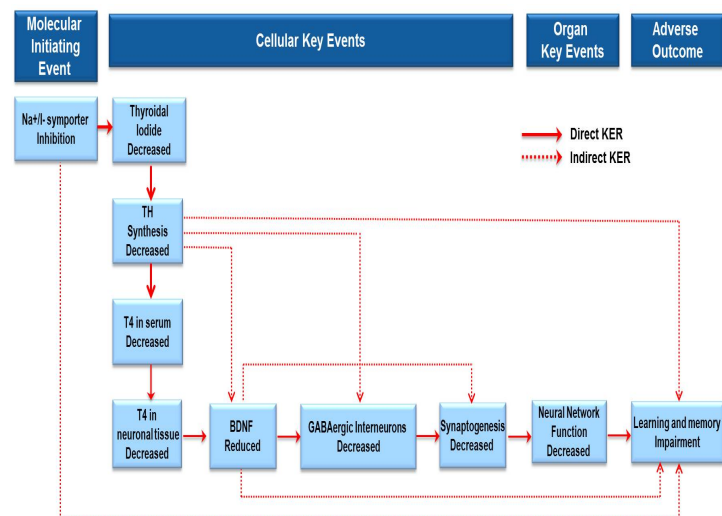 Molecular
Initiating
Event
Cellular Key Events
Organ
Key Events
Adverse
Outcome
Na+/I- symporter
Inhibition
Thyroidal
Iodide
Decreased
Direct KER
Indirect KER
TH
Synthesis
Decreased
T4 in serum
Decreased
T4 in
neuronal tissue
Decreased
BDNF
Reduced
GABAergic Interneurons
Decreased
Synaptogenesis
Decreased
Neural Network
Function
Decreased
Learning and memory
Impairment